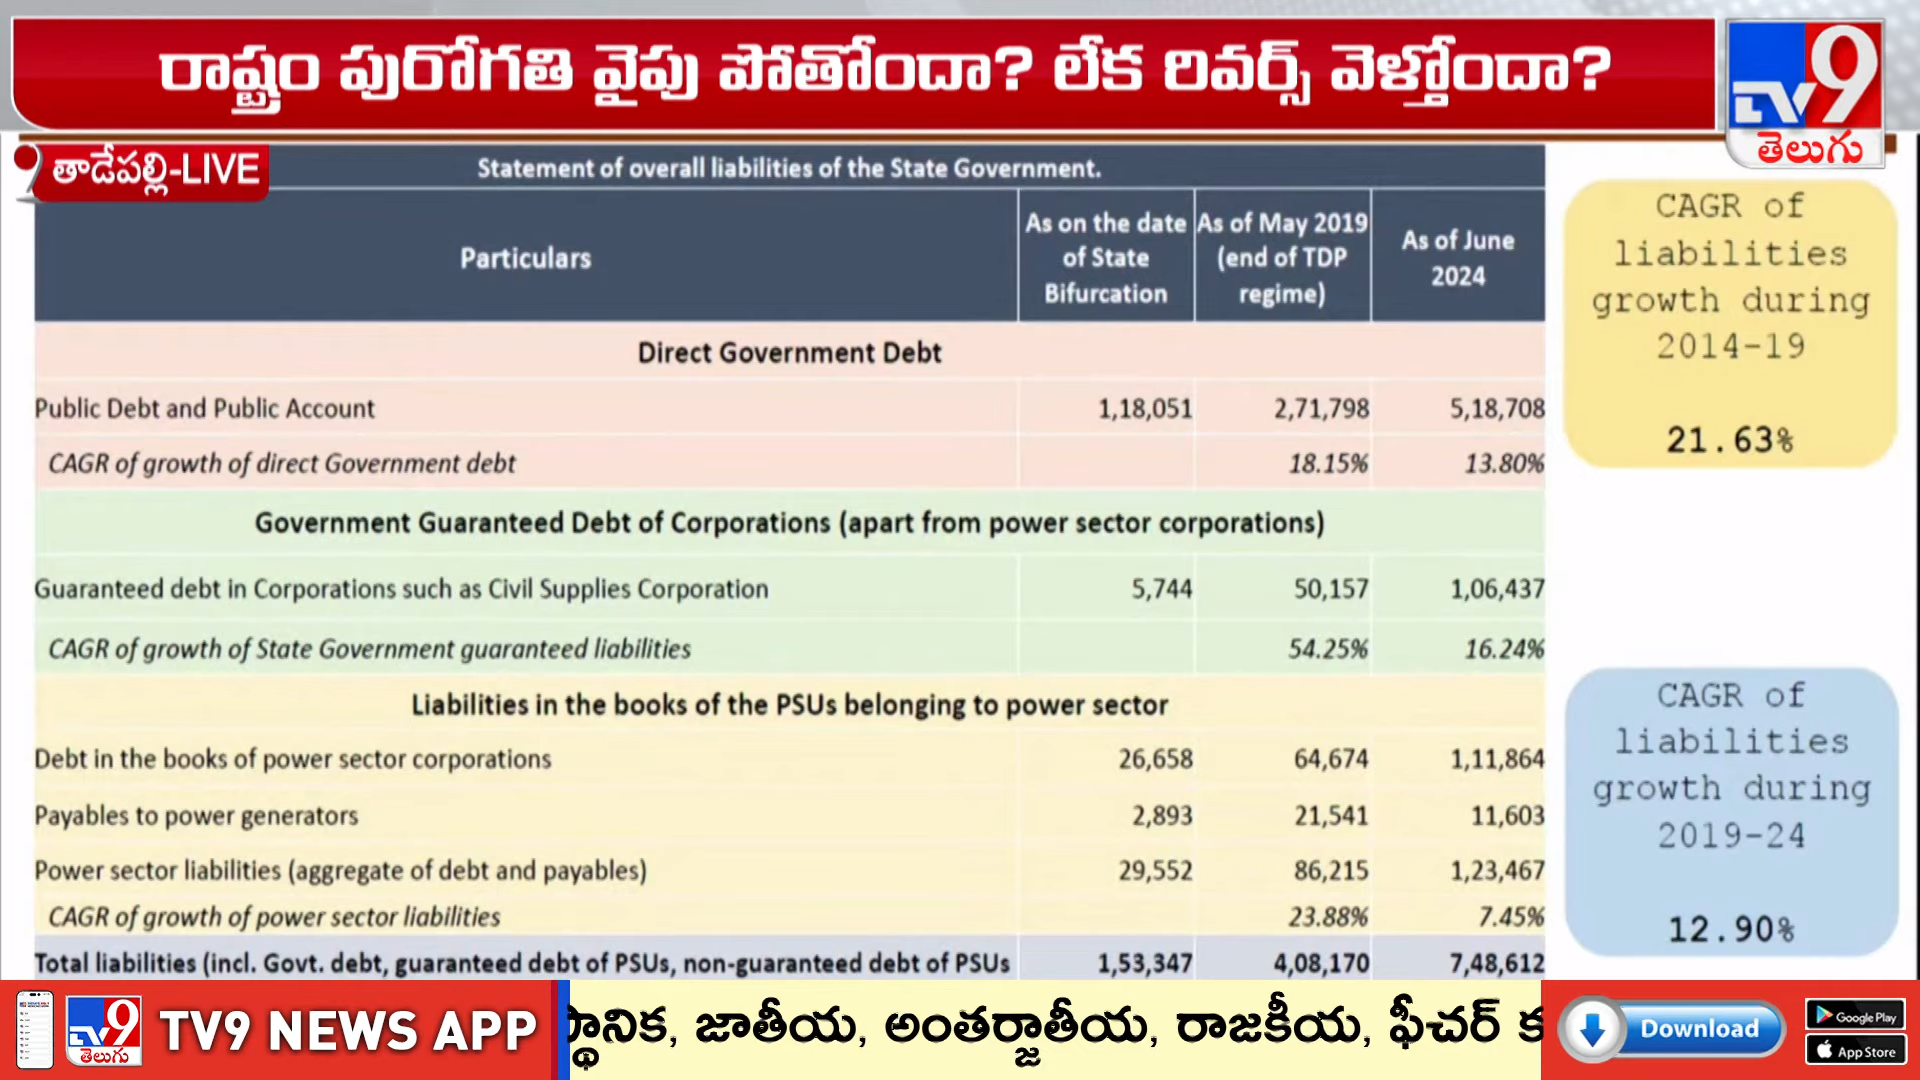 రాష్ట్రం పురోగతి వైపు పోతోందా? లేక రివర్స్ వెళ్తోందా?
TV9
తెలుగు
తాడేపల్లి-LIVE
Statement of overall liabilities of the State Government.
Particulars
As on the date of State Bifurcation
As of May 2019 (end of TDP regime)
As of June 2024
Direct Government Debt
Public Debt and Public Account 1,18,051 2,71,798 5,18,708
CAGR of growth of direct Government debt 18.15% 13.80%
Government Guaranteed Debt of Corporations (apart from power sector corporations)
Guaranteed debt in Corporations such as Civil Supplies Corporation 5,744 50,157 1,06,437
CAGR of growth of State Government guaranteed liabilities 54.25% 16.24%
Liabilities in the books of the PSUs belonging to power sector
Debt in the books of power sector corporations 26,658 64,674 1,11,864
Payables to power generators 2,893 21,541 11,603
Power sector liabilities (aggregate of debt and payables) 29,552 86,215 1,23,467
CAGR of growth of power sector liabilities 23.88% 7.45%
Total liabilities (incl. Govt. debt, guaranteed debt of PSUs, non-guaranteed debt of PSUs 1,53,347 4,08,170 7,48,612
CAGR of
liabilities
growth during
2014-19
21.63%
CAGR of
liabilities
growth during
2019-24
12.90%
TV9
తెలుగు
TV9 NEWS APP
స్థానిక, జాతీయ, అంతర్జాతీయ, రాజకీయ, ఫీచర్ క
Download
Google Play
App Store